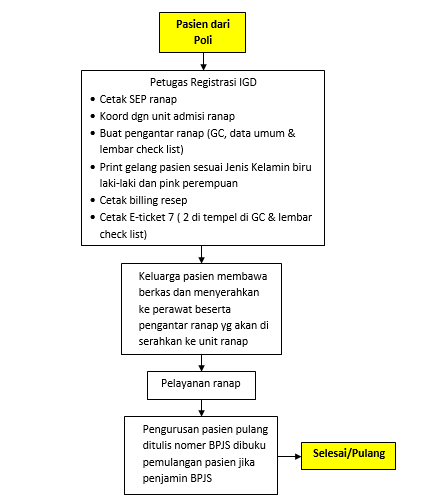 Pasien dari
Poli
Petugas Registrasi IGD
• Cetak SEP ranap
• Koord dgn unit admisi ranap
• Buat pengantar ranap (GC, data umum &
lembar check list)
• Print gelang pasien sesuai Jenis Kelamin biru
laki-laki dan pink perempuan
• Cetak billing resep
• Cetak E-ticket 7 ( 2 di tempel di GC & lembar
check list)
Keluarga pasien membawa
berkas dan menyerahkan
ke perawat beserta
pengantar ranap yg akan di
serahkan ke unit ranap
Pelayanan ranap
Pengurusan pasien pulang
ditulis nomer BPJS dibuku
pemulangan pasien jika
penjamin BPJS
Selesai/Pulang